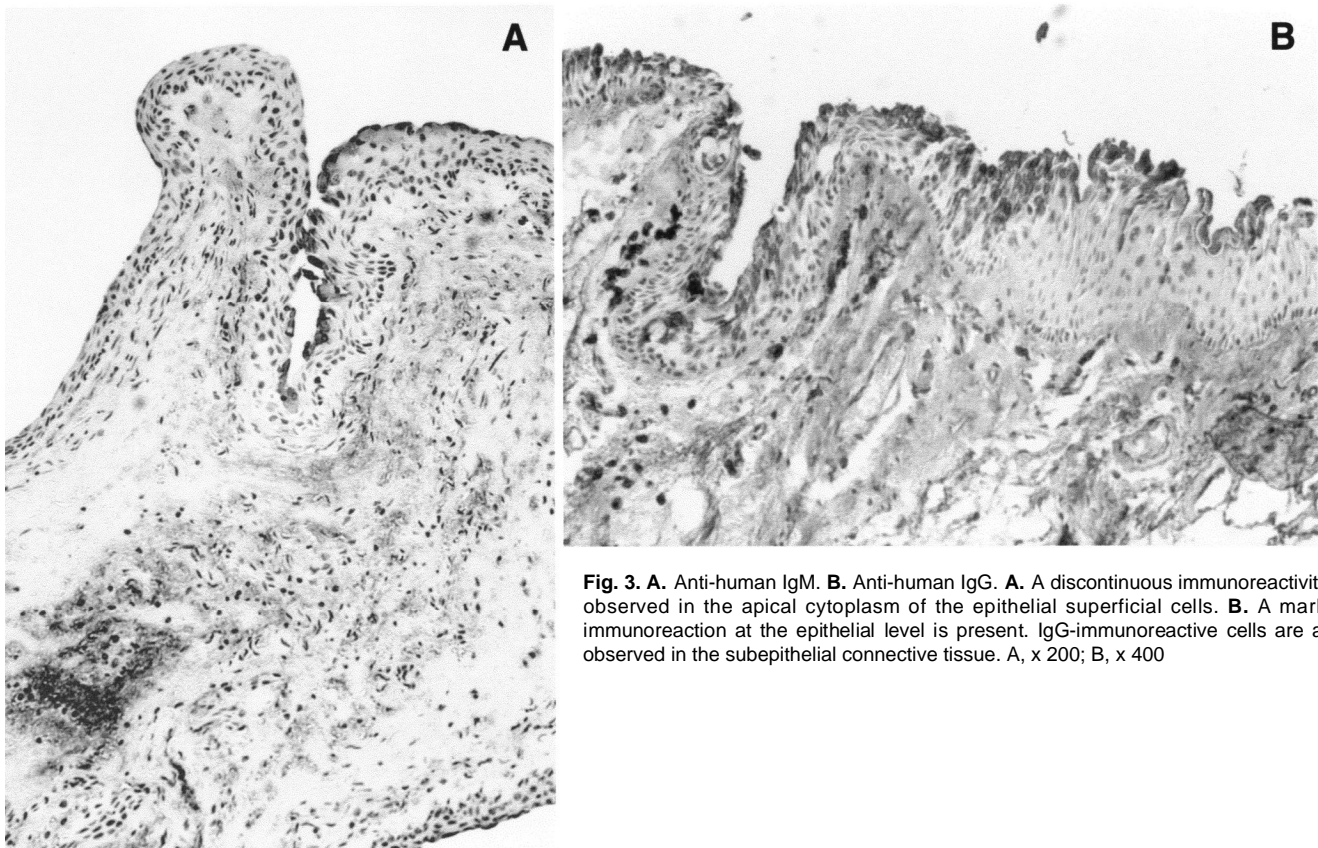 A
B
Fig. 3. A. Anti-human IgM. B. Anti-human IgG. A. A discontinuous
observed in the apical cytoplasm of the epithelial superficial cells. B. A
immunoreaction at the epithelial level is present. IgG-immunoreactive cells are
observed in the subepithelial connective tissue. A, x 200; B, x 400